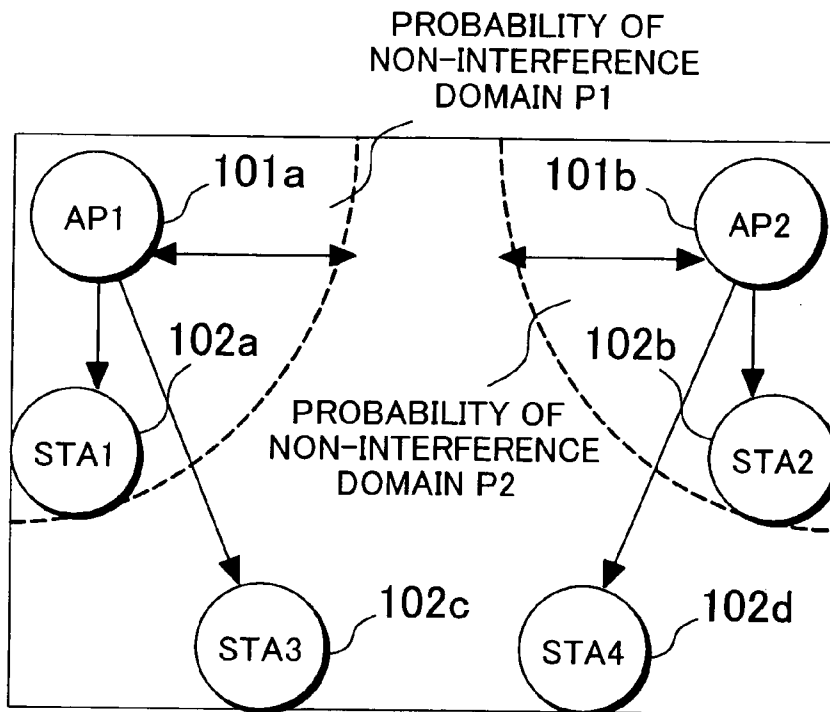 PROBABILITY OF
NON-INTERFERENCE
DOMAIN P1
101a
101b
AP1
AP2
102a
102b
PROBABILITY OF
NON-INTERFERENCE
DOMAIN P2
STA1
STA2
102c
102d
STA3
STA4